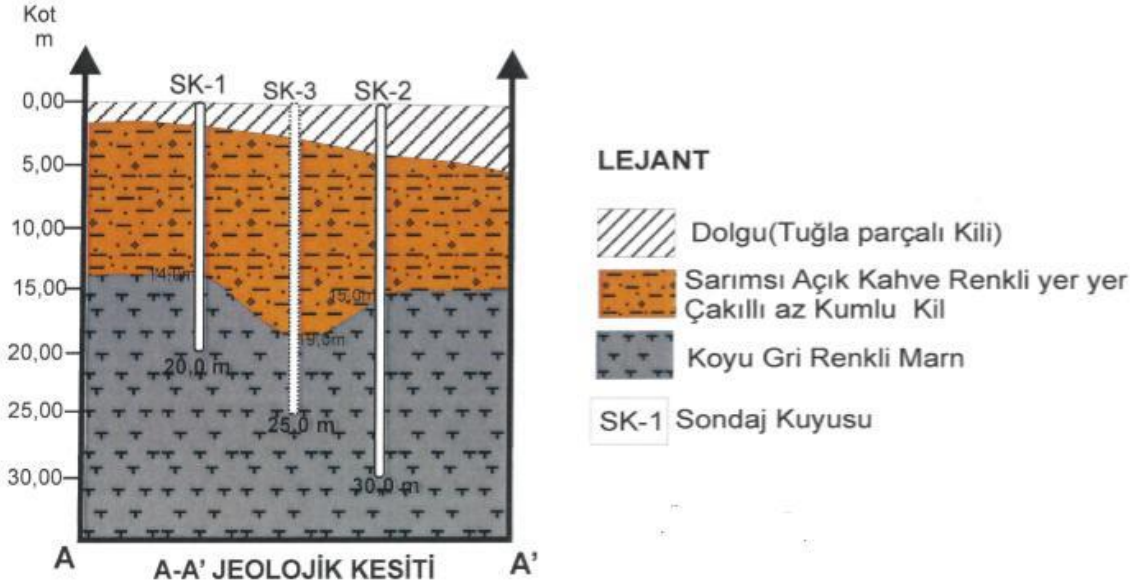 Kot
m
SK-1
SK-3
SK-2
0,00
5,00
10,00
15,00
20,00
25,00
30,00
14,0m
15,0m
19,5m
20,0 m
25,0 m
30,0 m
A
A-A' JEOLOJİK KESİTİ
A'
LEJANT
Dolgu(Tuğla parçalı Kili)
Sarımsı Açık Kahve Renkli yer yer
Çakıllı az Kumlu Kil
Koyu Gri Renkli Marn
SK-1 Sondaj Kuyusu